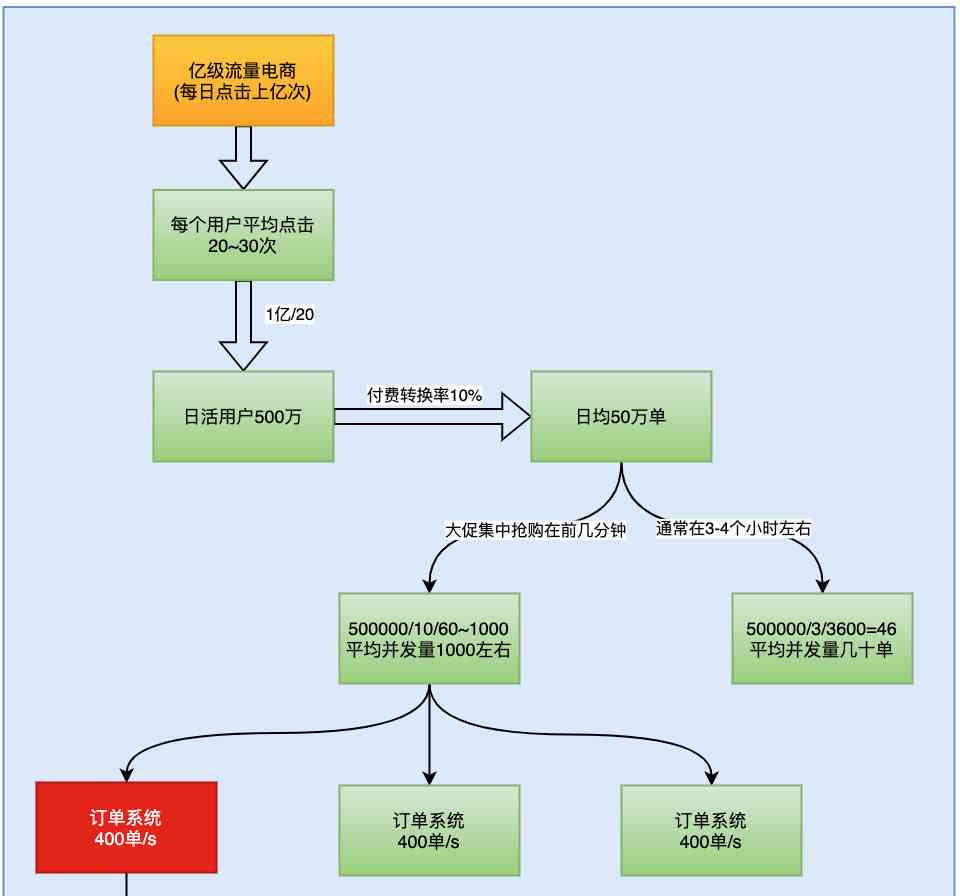 亿级流量电商
(每日点击上亿次)
每个用户平均点击
20~30次
1亿/20
日活用户500万
付费转换率10%
日均50万单
大促集中抢购在前几分钟
通常在3-4个小时左右
500000/10/60~1000
平均并发量1000左右
500000/3/3600=46
平均并发量几十单
订单系统
400单/s
订单系统
400单/s
订单系统
400单/s